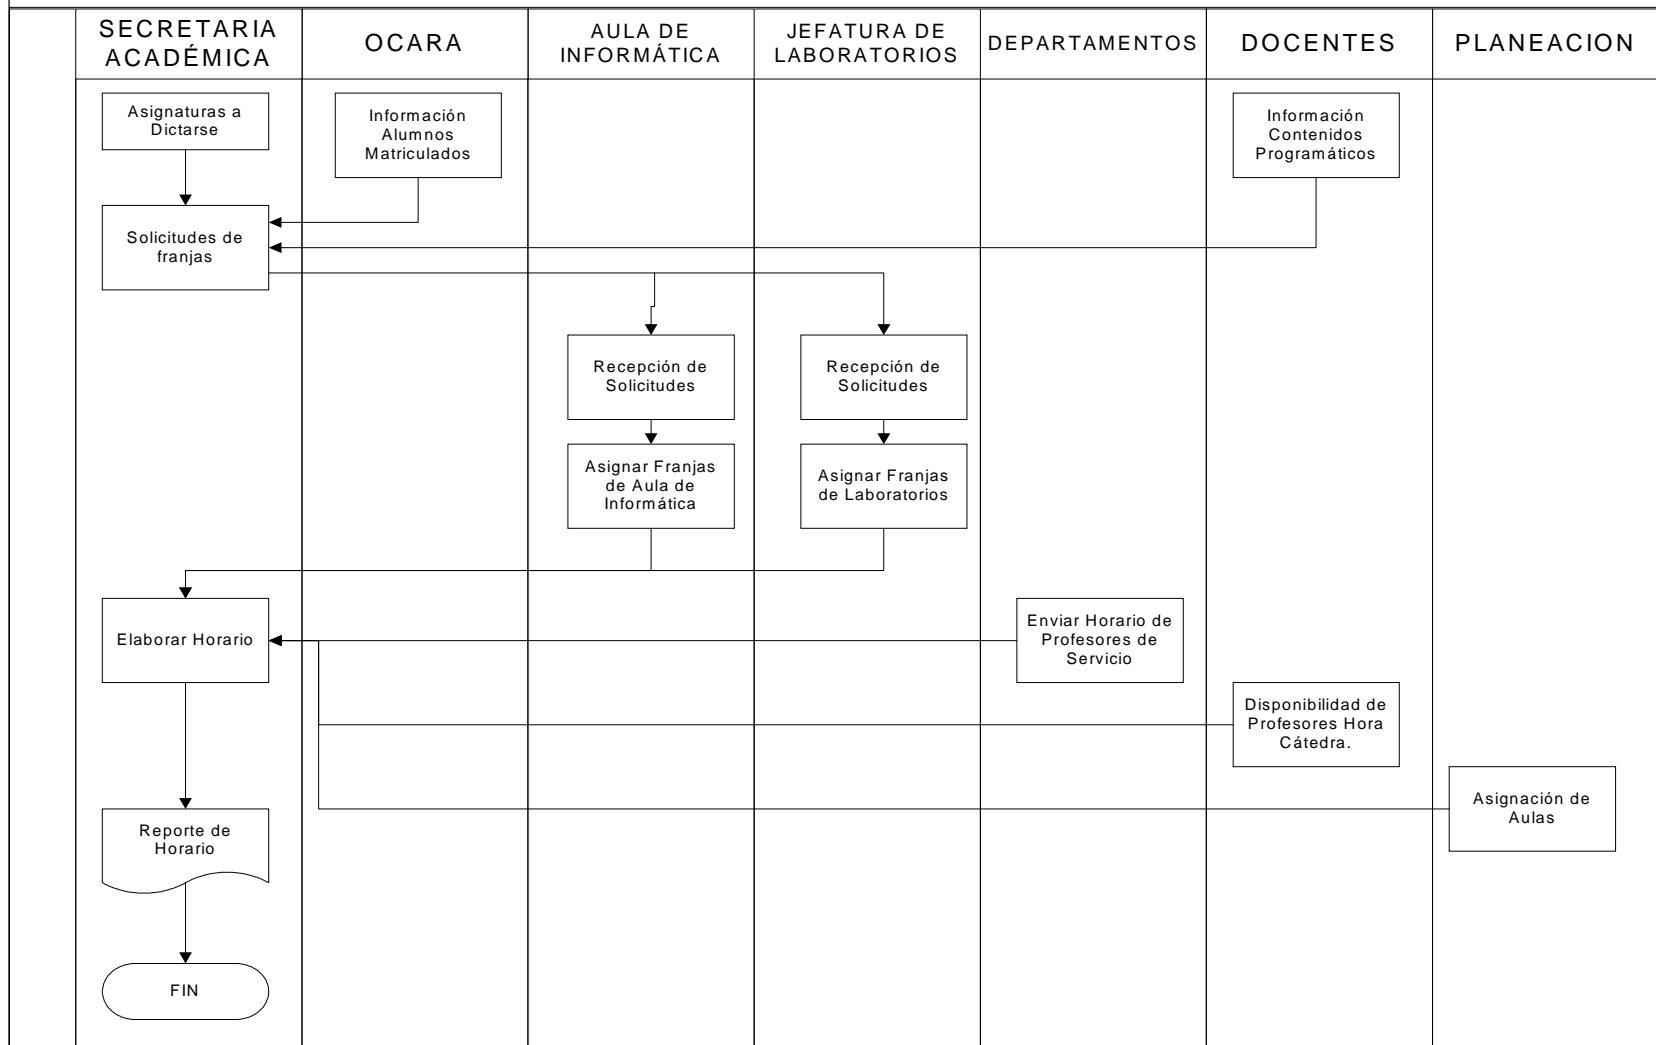 SECRETARIA
ACADÉMICA
OCARA
AULA DE
INFORMÁTICA
JEFATURA DE
LABORATORIOS
DEPARTAMENTOS
DOCENTES
PLANEACION
Asignaturas a
Dictarse
Información
Alumnos
Matriculados
Información
Contenidos
Programáticos
Solicitudes de
franjas
Recepción de
Solicitudes
Recepción de
Solicitudes
Asignar Franjas
de Aula de
Informática
Asignar Franjas
de Laboratorios
Elaborar Horario
Enviar Horario de
Profesores de
Servicio
Disponibilidad de
Profesores Hora
Cátedra.
Asignación de
Aulas
Reporte de
Horario
FIN